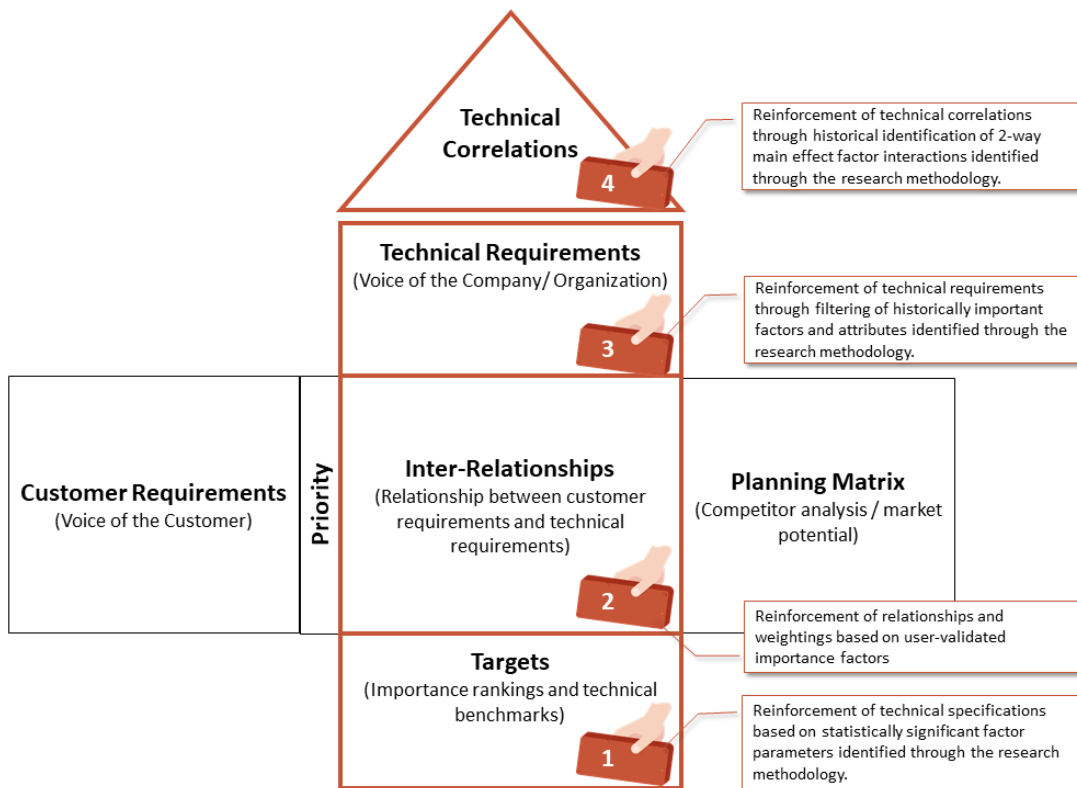 Technical
Correlations
4
Reinforcement of technical correlations
through historical identification of 2-way
main effect factor interactions identified
through the research methodology.
Technical Requirements
(Voice of the Company/ Organization)
3
Reinforcement of technical requirements
through filtering of historically important
factors and attributes identified through the
research methodology.
Customer Requirements
(Voice of the Customer)
Priority
Inter-Relationships
(Relationship between customer
requirements and technical
requirements)
2
Planning Matrix
(Competitor analysis / market
potential)
Reinforcement of relationships and
weightings based on user-validated
importance factors
Targets
(Importance rankings and technical
benchmarks)
1
Reinforcement of technical specifications
based on statistically significant factor
parameters identified through the research
methodology.